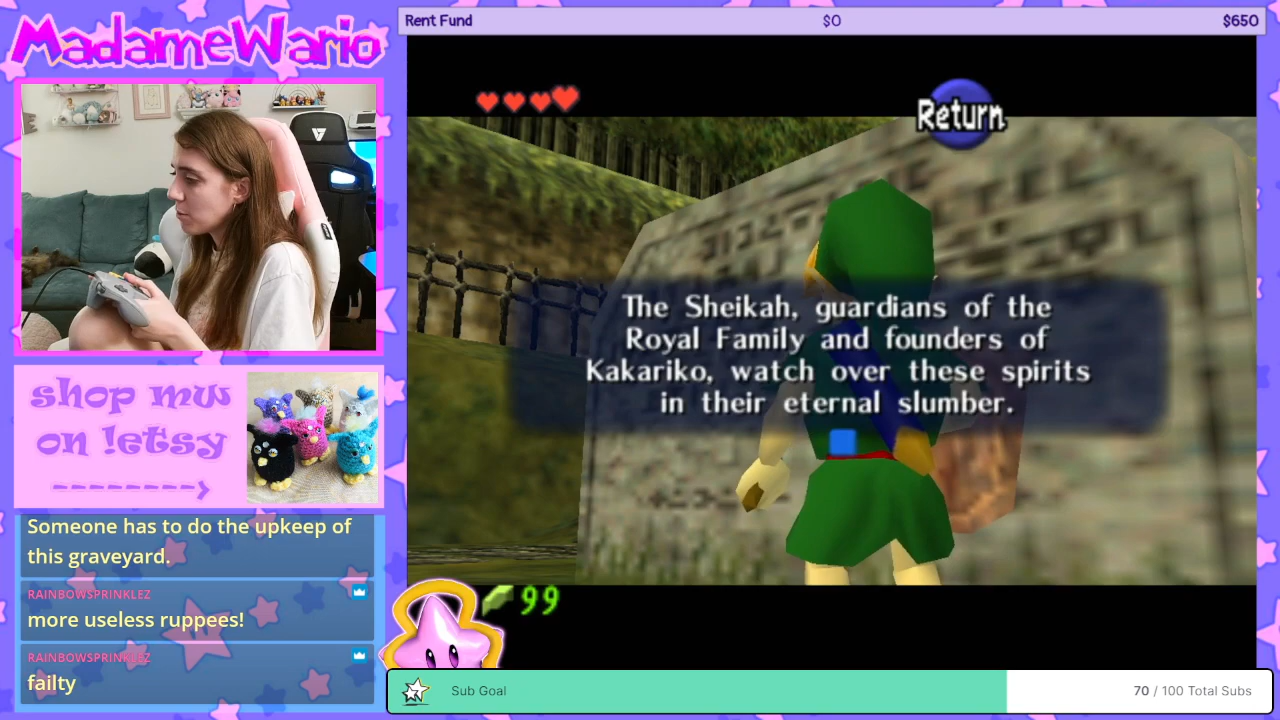 MadameWario
Rent Fund
$0
$650
Return
The Sheikah, guardians of the
Royal Family and founders of
Kakariko, watch over these spirits
in their eternal slumber.
shop mw
on !etsy
-------->
Someone has to do the upkeep of
this graveyard.
RAINBOWSPRINKLEZ
more useless ruppees!
RAINBOWSPRINKLEZ
failty
99
Sub Goal
70 / 100 Total Subs